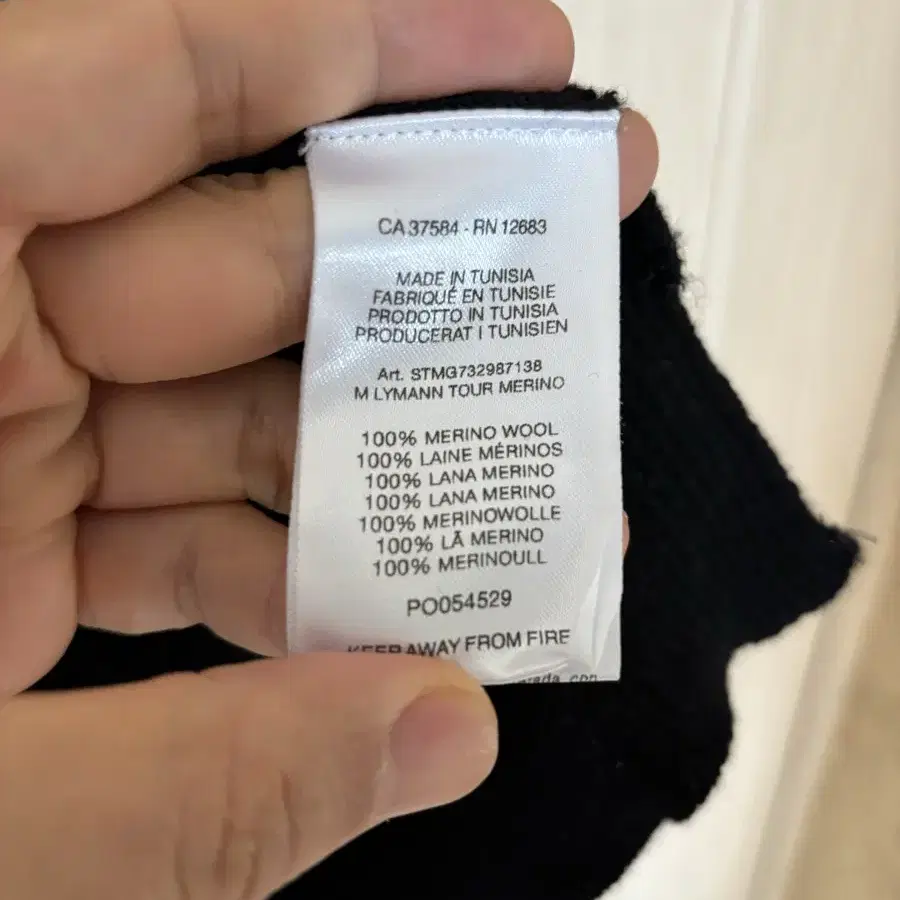 CA 37584 - RN 12683
MADE IN TUNISIA
FABRIQUÉ EN TUNISIE
PRODOTTO IN TUNISIA
PRODUCERAT I TUNISIEN
Art. STMG732987138
M LYMANN TOUR MERINO
100% MERINO WOOL
100% LAINE MÉRINOS
100% LANA MERINO
100% LANA MERINO
100% MERINOWOLLE
100% LÃ MERINO
100% MERINOULL
PO054529
KEEP AWAY FROM FIRE